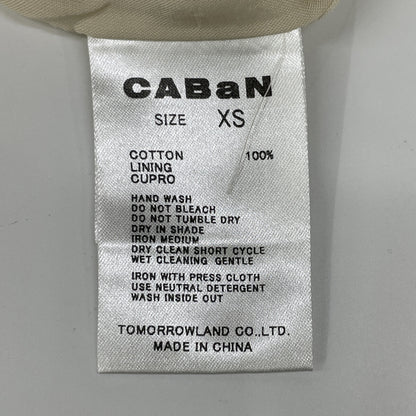 CABaN
SIZE XS
COTTON 100%
LINING
CUPRO
HAND WASH
DO NOT BLEACH
DO NOT TUMBLE DRY
DRY IN SHADE
IRON MEDIUM
DRY CLEAN SHORT CYCLE
WET CLEANING GENTLE
IRON WITH PRESS CLOTH
USE NEUTRAL DETERGENT
WASH INSIDE OUT
TOMORROWLAND CO.,LTD.
MADE IN CHINA